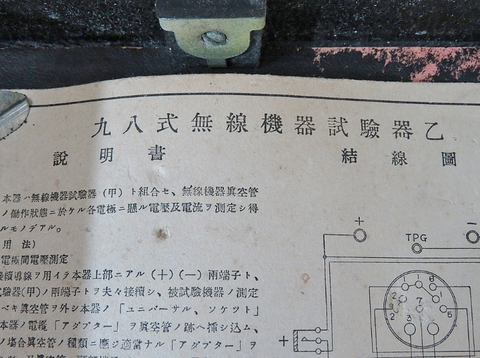 九八式無線機器試驗器乙
説明書
結線圖
本器ハ無線機器試驗器(甲)ト組合セ、無線機器眞空管
ノ働作狀態ニ於ケル各電極ニ懸ル電壓及電流ヲ測定シ得
ルモノデアル。
用法)
電極間電壓測定
接續導線ヲ用イテ本器上部ニアル(+)(−)兩端子ト、
試驗器(甲)ノ兩端子トヲ夫々接續シ、被試驗機器ノ測定
ベキ眞空管ヲ外シ本器ノ「ユニバーサル、ソケツト」
本器ノ電纜「アダプター」ヲ眞空管ノ跡ヘ揷シ込ム、
ノ場合眞空管ノ種類ニ應ジ適當ナル「アダプター」ヲ
+
TPG
−
+
7